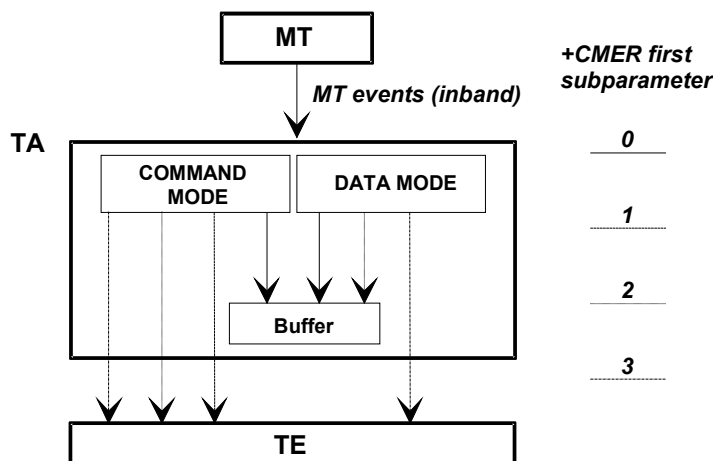 MT
+CMER first
subparameter
MT events (inband)
TA
0
COMMAND
MODE
DATA MODE
1
2
Buffer
3
TE